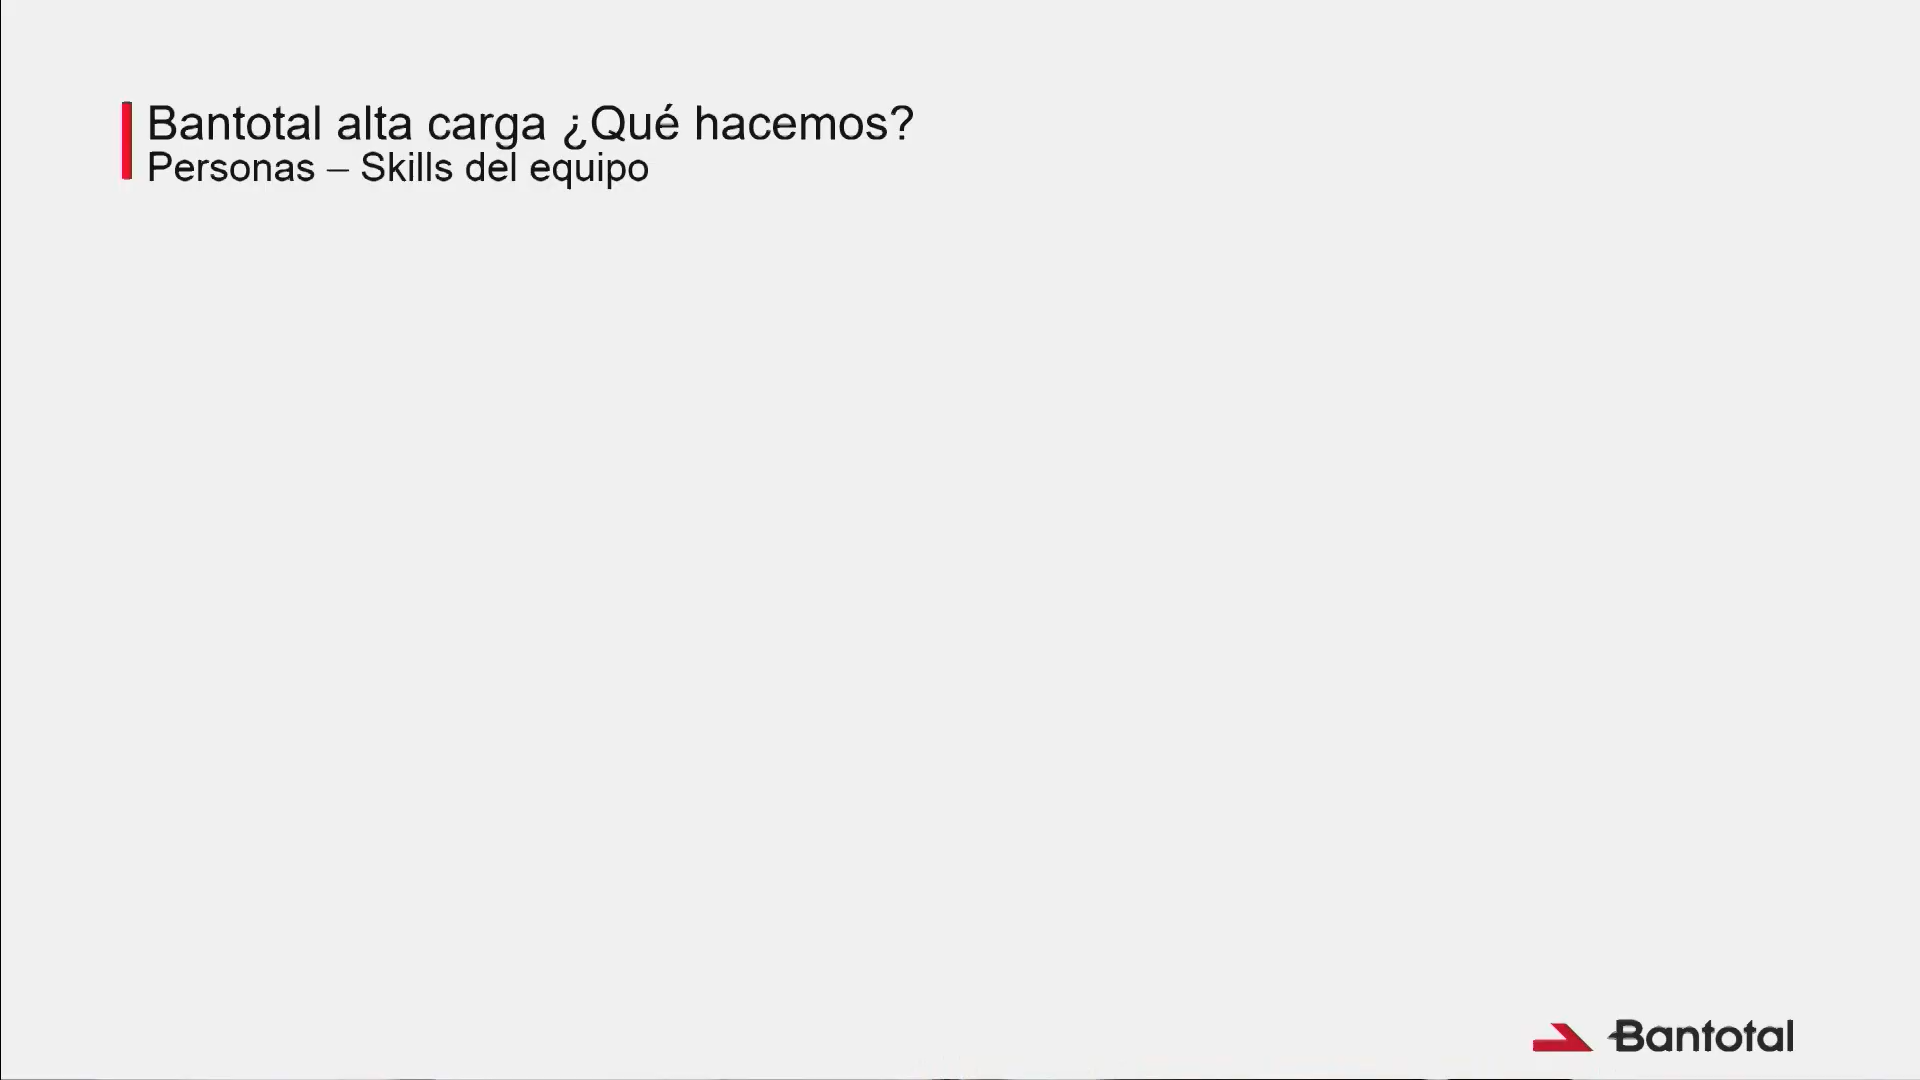 Bantotal alta carga ¿Qué hacemos?
Personas – Skills del equipo
Bantotal